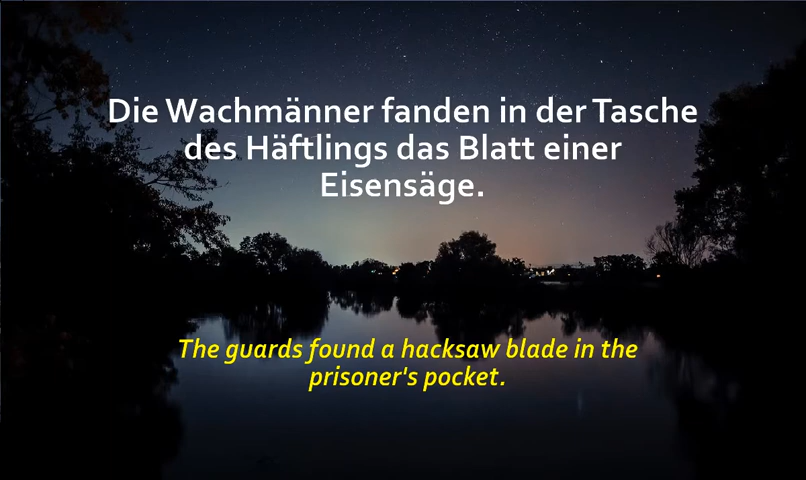 Die Wachmänner fanden in der Tasche
des Häftlings das Blatt einer
Eisensäge.
The guards found a hacksaw blade in the
prisoner's pocket.